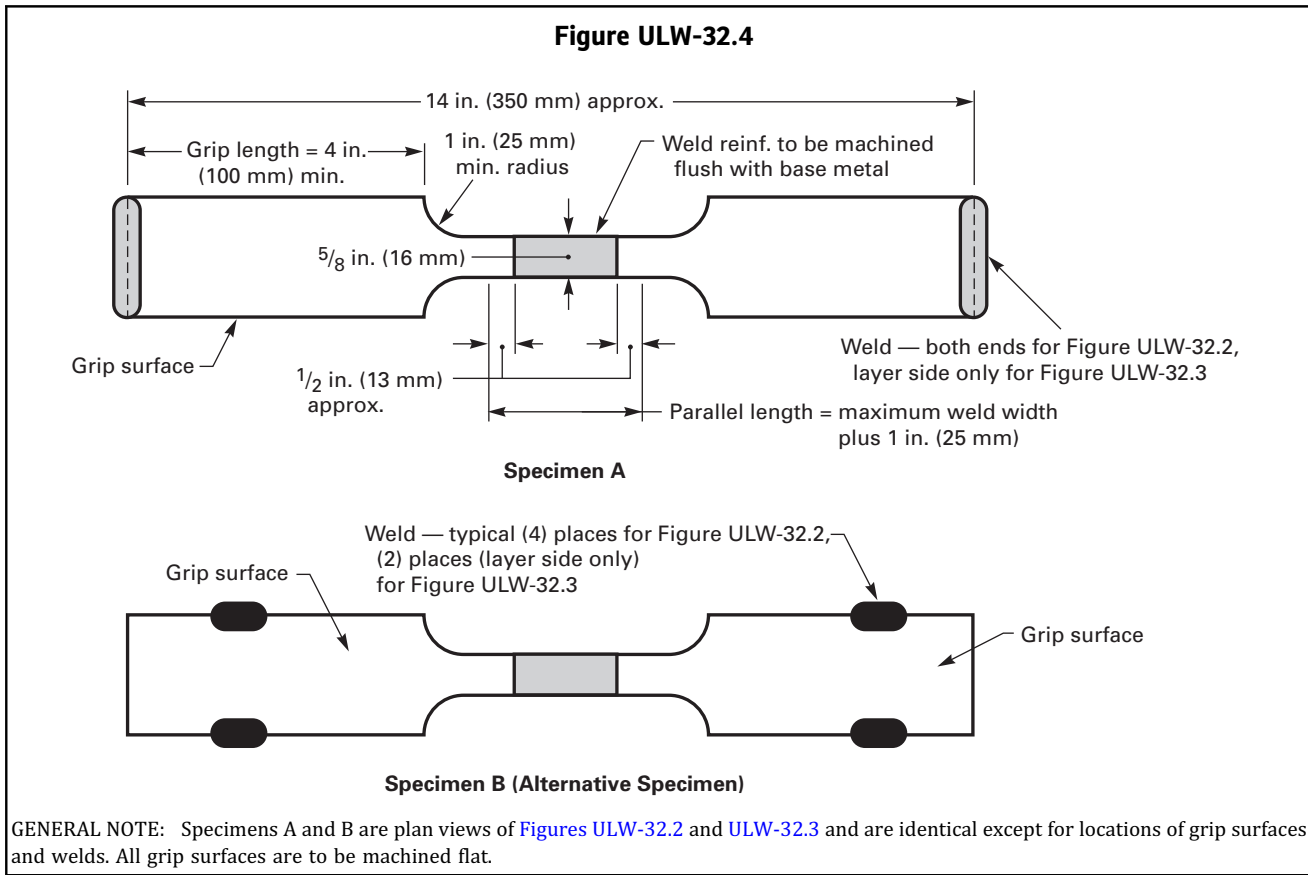 Figure ULW-32.4
14 in. (350 mm) approx.
Grip length = 4 in.
(100 mm) min.
1 in. (25 mm)
min. radius
Weld reinf. to be machined
flush with base metal
5/8 in. (16 mm)
Grip surface
1/2 in. (13 mm)
approx.
Weld — both ends for Figure ULW-32.2,
layer side only for Figure ULW-32.3
Parallel length = maximum weld width
plus 1 in. (25 mm)
Specimen A
Weld — typical (4) places for Figure ULW-32.2,
(2) places (layer side only)
for Figure ULW-32.3
Grip surface
Grip surface
Specimen B (Alternative Specimen)
GENERAL NOTE: Specimens A and B are plan views of Figures ULW-32.2 and ULW-32.3 and are identical except for locations of grip surfaces
and welds. All grip surfaces are to be machined flat.